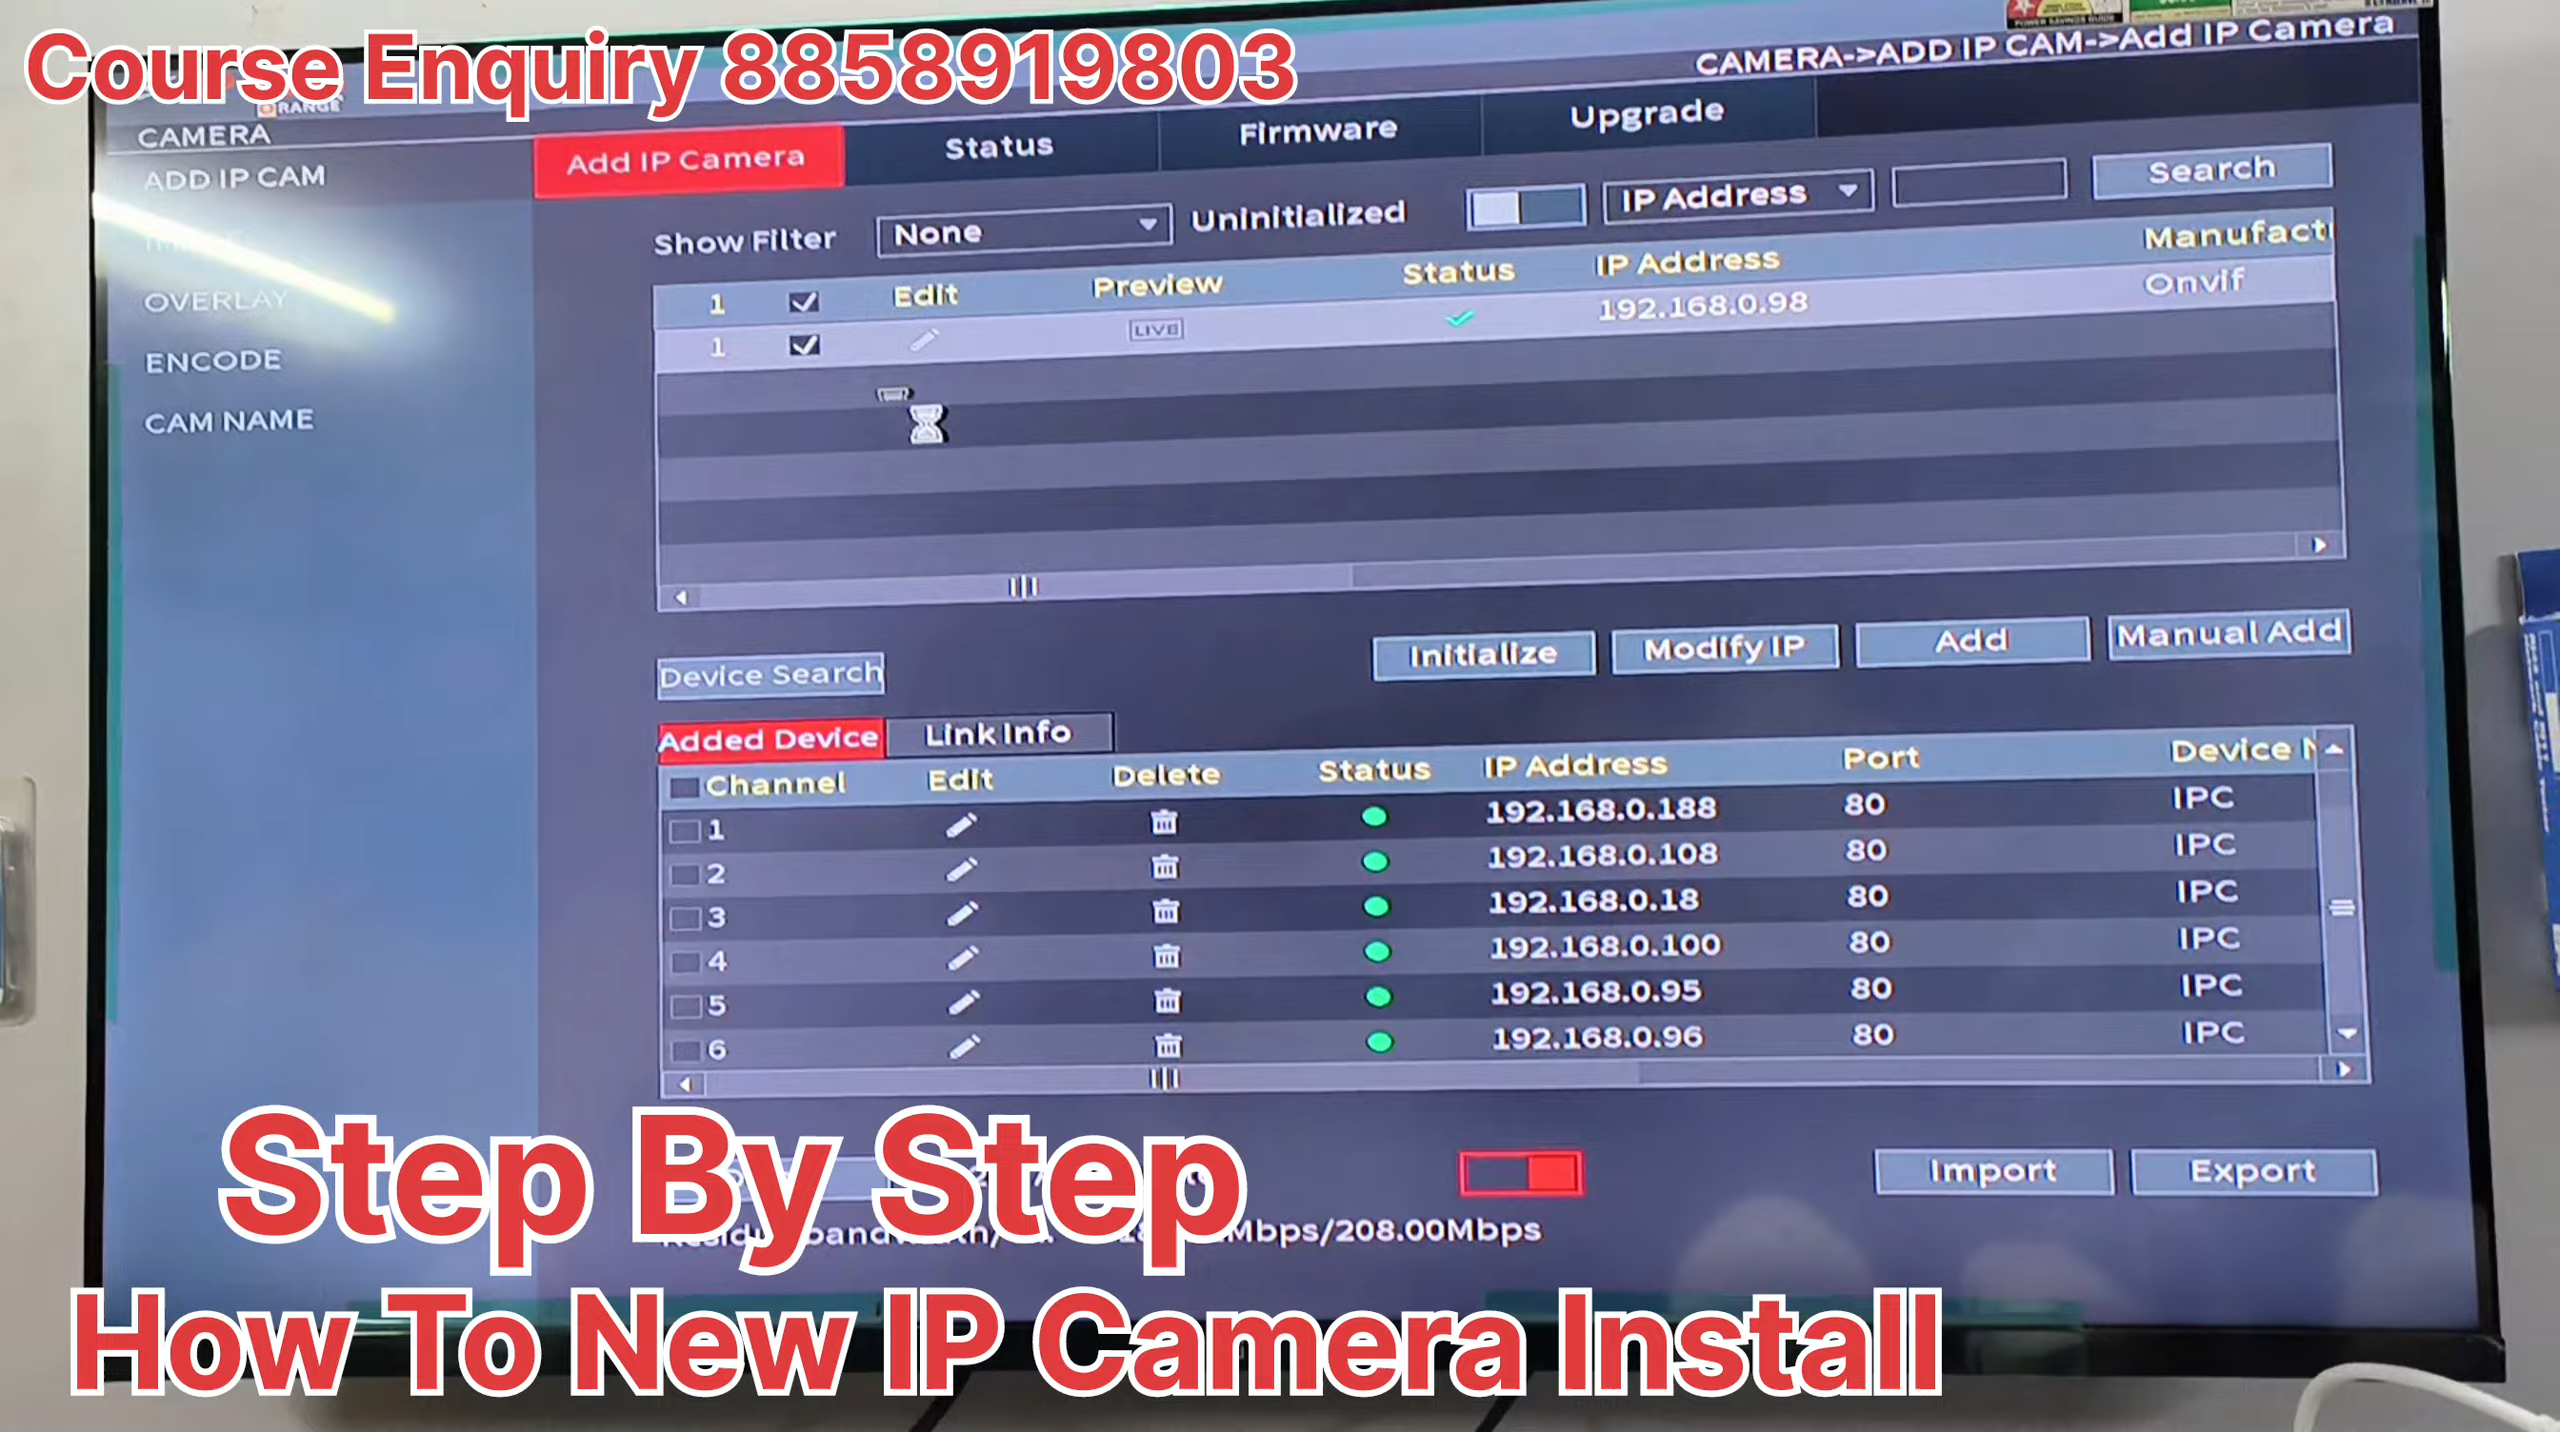 Course Enquiry 8858919803
RANGE
CAMERA->ADD IP CAM->Add IP Camera
CAMERA
ADD IP CAM
OVERLAY
ENCODE
CAM NAME
Add IP Camera Status Firmware Upgrade
Show Filter None Uninitialized IP Address Search
1 Edit Preview Status IP Address Manufactu
1 LIVE 192.168.0.98 Onvif
Device Search Initialize Modify IP Add Manual Add
Added Device Link Info
Channel Edit Delete Status IP Address Port Device N
1 192.168.0.188 80 IPC
2 192.168.0.108 80 IPC
3 192.168.0.18 80 IPC
4 192.168.0.100 80 IPC
5 192.168.0.95 80 IPC
6 192.168.0.96 80 IPC
Import Export
Mbps/208.00Mbps
Step By Step
How To New IP Camera Install